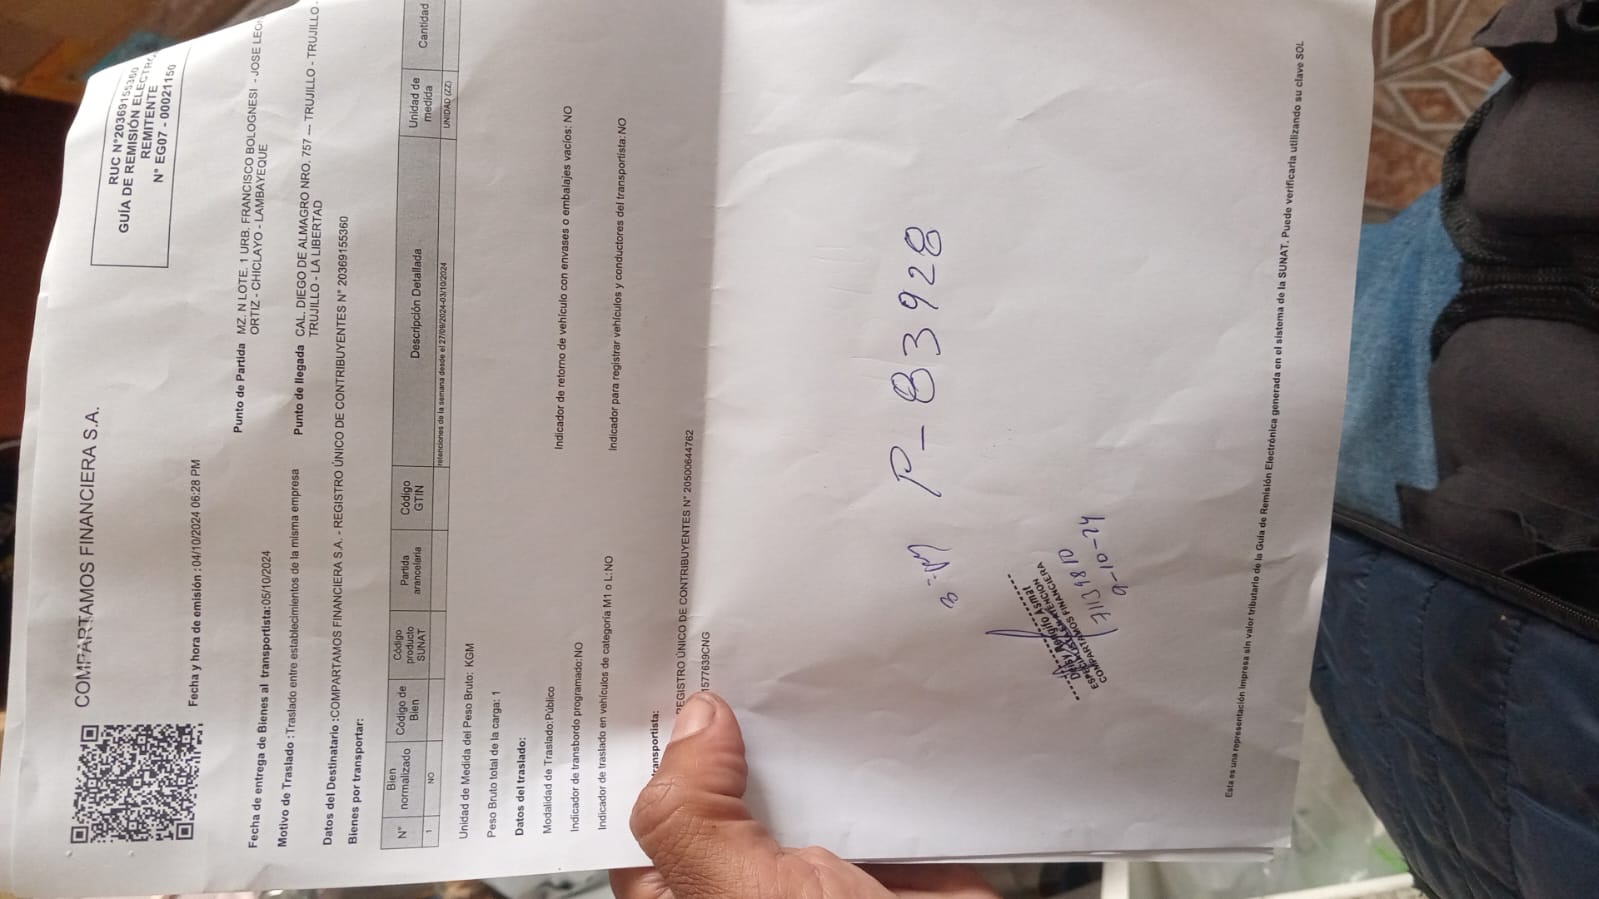 COMPARTAMOS FINANCIERA S.A.
RUC N°20369155360
GUÍA DE REMISIÓN ELECTRÓ
REMITENTE
N° EG07 - 00021150
Fecha y hora de emisión :04/10/2024 06:28 PM
Fecha de entrega de Bienes al transportista:05/10/2024
Punto de Partida MZ. N LOTE. 1 URB. FRANCISCO BOLOGNESI - JOSE LEON
ORTIZ - CHICLAYO - LAMBAYEQUE
Motivo de Traslado :Traslado entre establecimientos de la misma empresa
Punto de llegada CAL. DIEGO DE ALMAGRO NRO. 757 --- TRUJILLO - TRUJILLO -
TRUJILLO - LA LIBERTAD
Datos del Destinatario :COMPARTAMOS FINANCIERA S.A. - REGISTRO ÚNICO DE CONTRIBUYENTES N° 20369155360
Bienes por transportar:
N° Bien normalizado Código de Bien Código producto SUNAT Partida arancelaria Código GTIN Descripción Detallada Unidad de medida Cantidad
1 NO retenciones de la semana desde el 27/09/2024-03/10/2024 UNIDAD (ZZ)
Unidad de Medida del Peso Bruto: KGM
Peso Bruto total de la carga: 1
Datos del traslado:
Modalidad de Traslado:Público
Indicador de retorno de vehículo con envases o embalajes vacíos: NO
Indicador de transbordo programado:NO
Indicador de traslado en vehículos de categoría M1 o L:NO
Indicador para registrar vehículos y conductores del transportista:NO
transportista:
REGISTRO ÚNICO DE CONTRIBUYENTES N° 20500644762
1577639CNG
P-83928
COMPARTAMOS FINANCIERA
9-10-24
Esta es una representación impresa sin valor tributario de la Guía de Remisión Electrónica generada en el sistema de la SUNAT. Puede verificarla utilizando su clave SOL